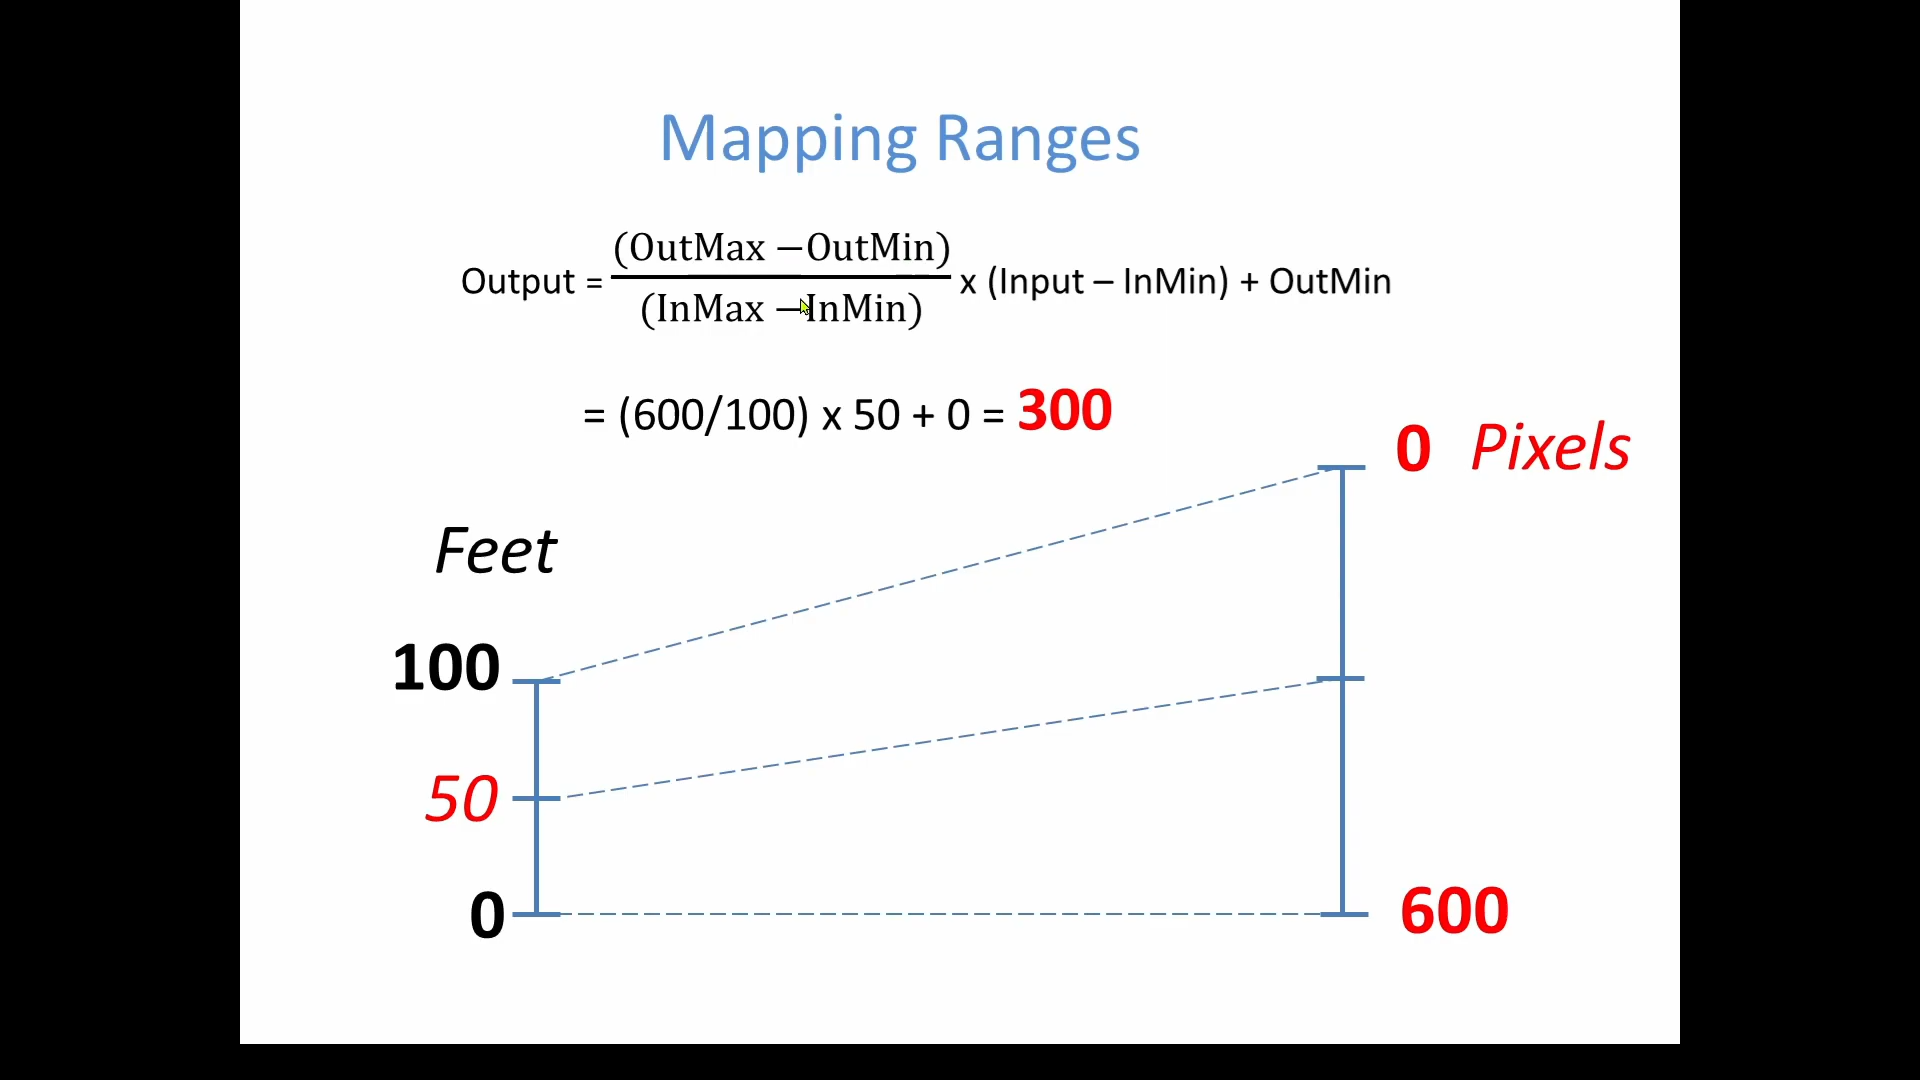 Mapping Ranges
(OutMax −OutMin)
Output = ─── x (Input – InMin) + OutMin
(InMax −InMin)
= (600/100) x 50 + 0 = 300
0 Pixels
Feet
100
50
0
600